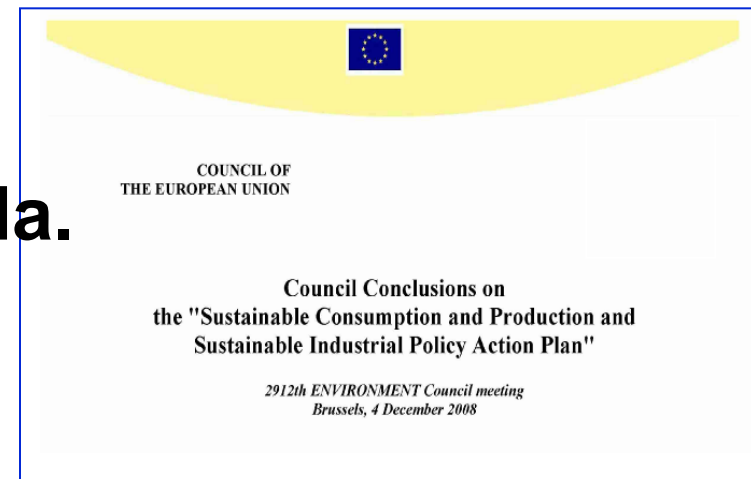 COUNCIL OF
THE EUROPEAN UNION
la.
Council Conclusions on
the "Sustainable Consumption and Production and
Sustainable Industrial Policy Action Plan"
2912th ENVIRONMENT Council meeting
Brussels, 4 December 2008